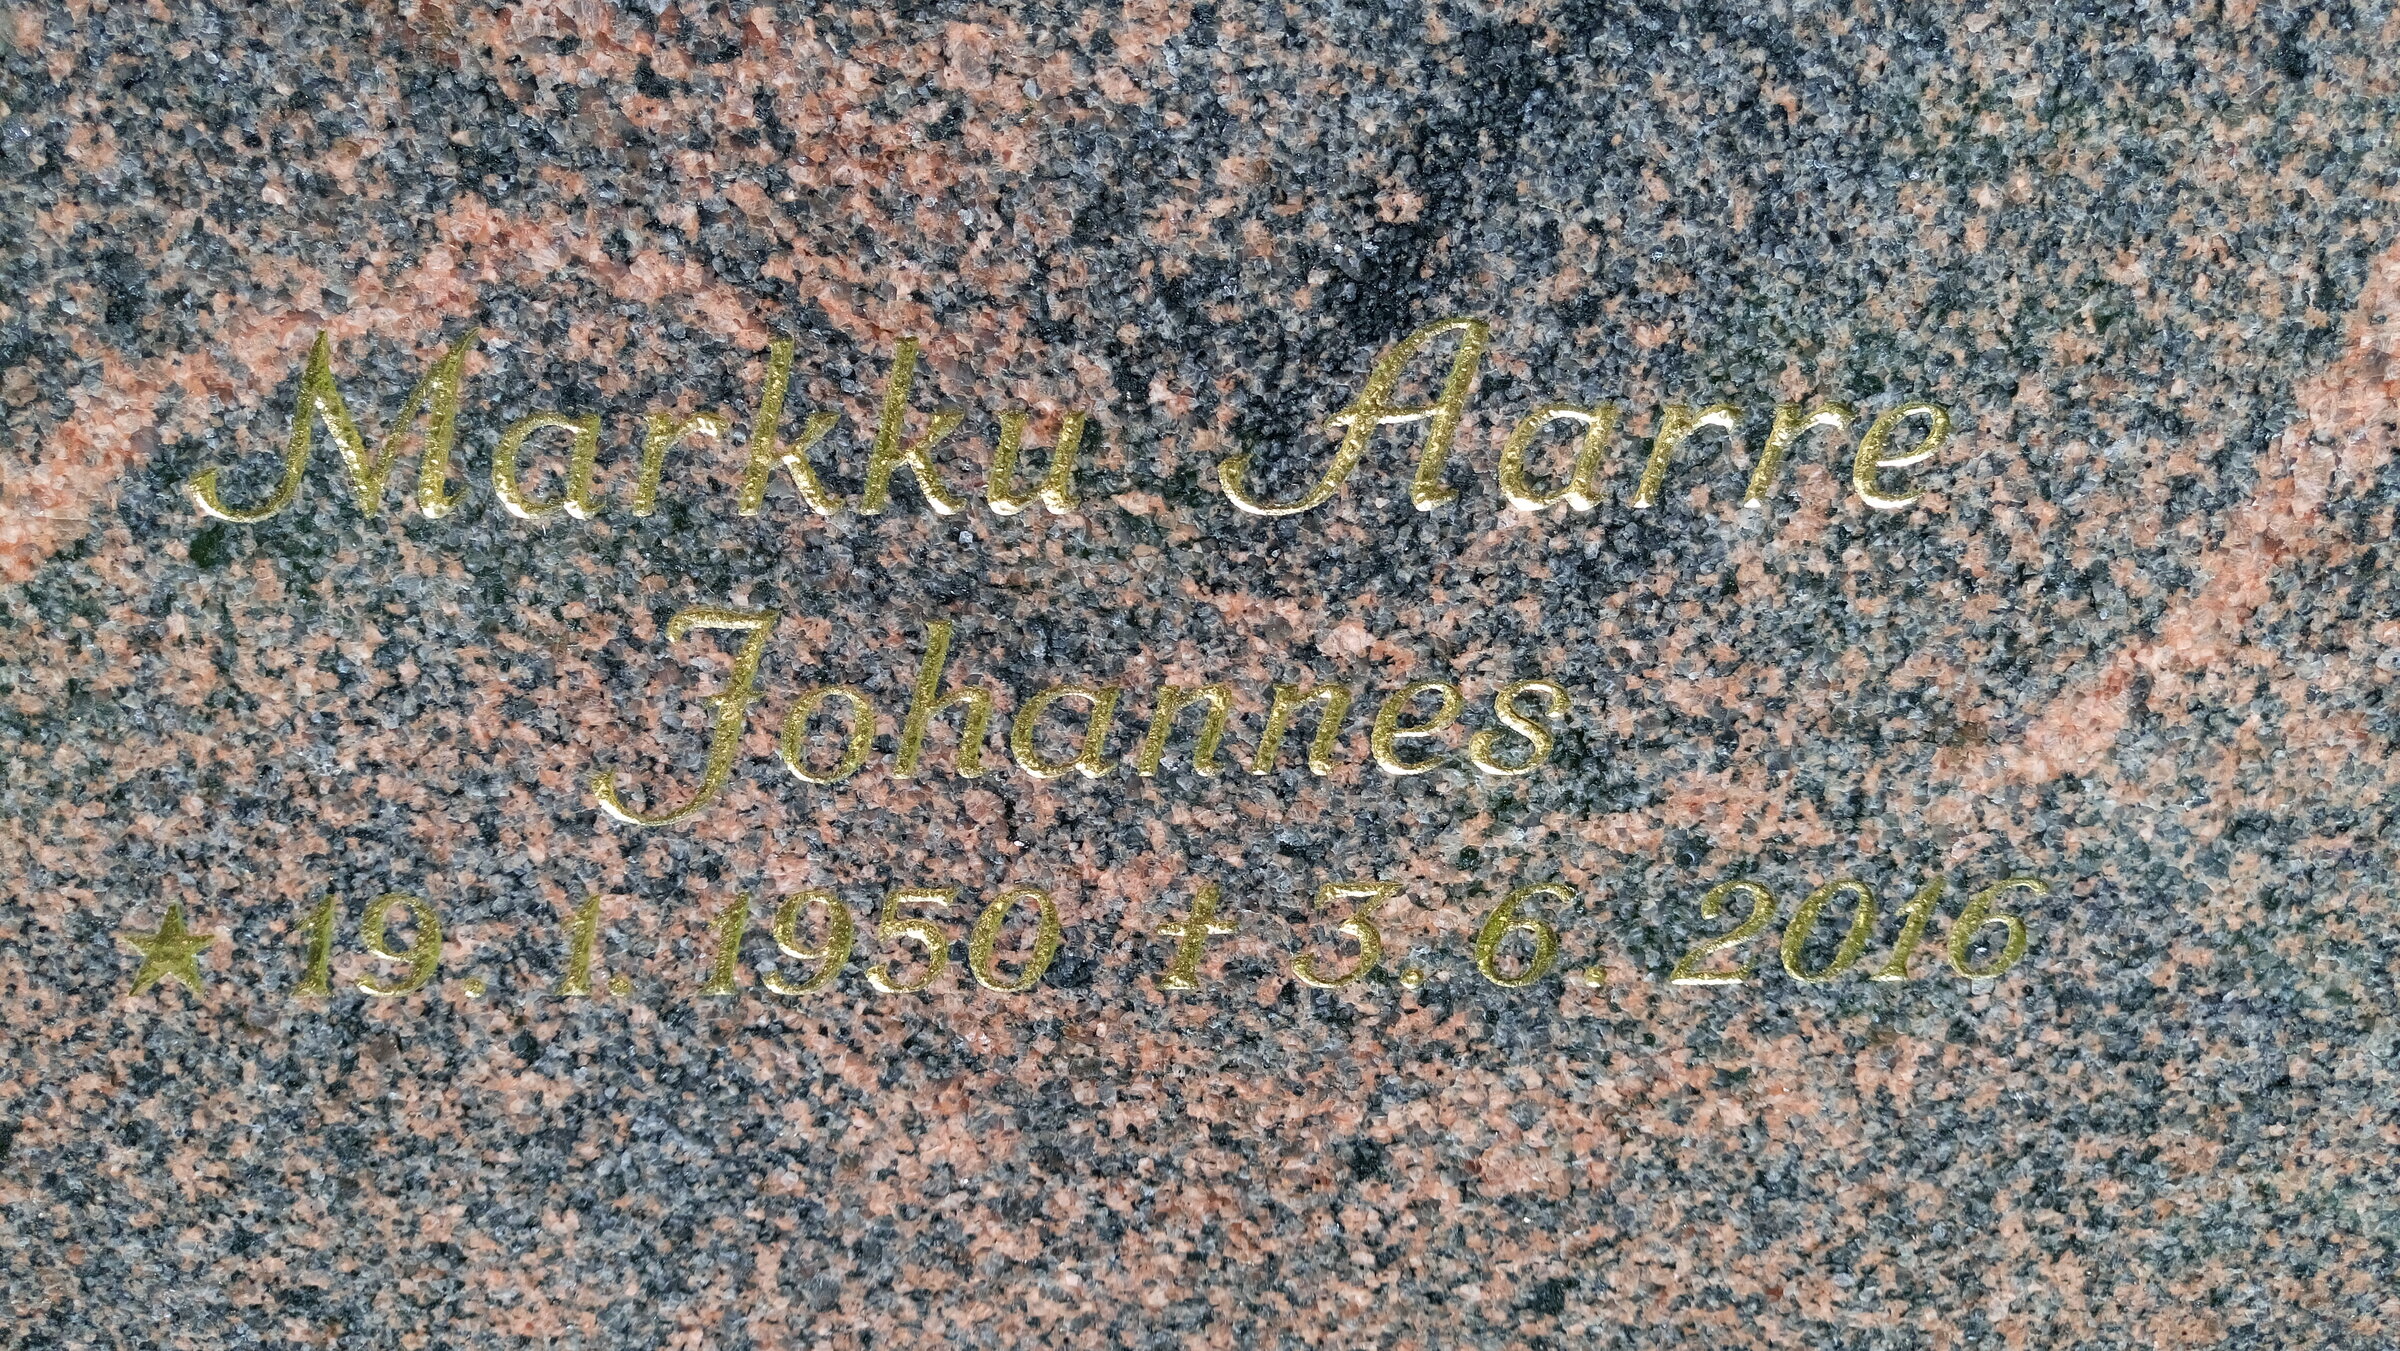 Markku Aarre
Johannes
★ 19.1.1950 † 3.6.2016